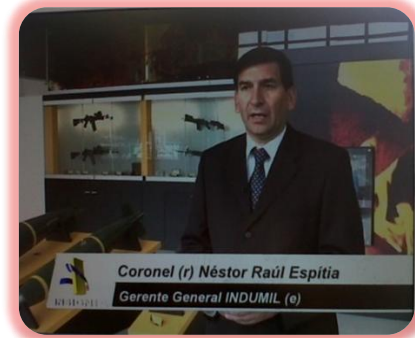 Coronel (r) Néstor Raúl Espítia
Gerente General INDUMIL (e)